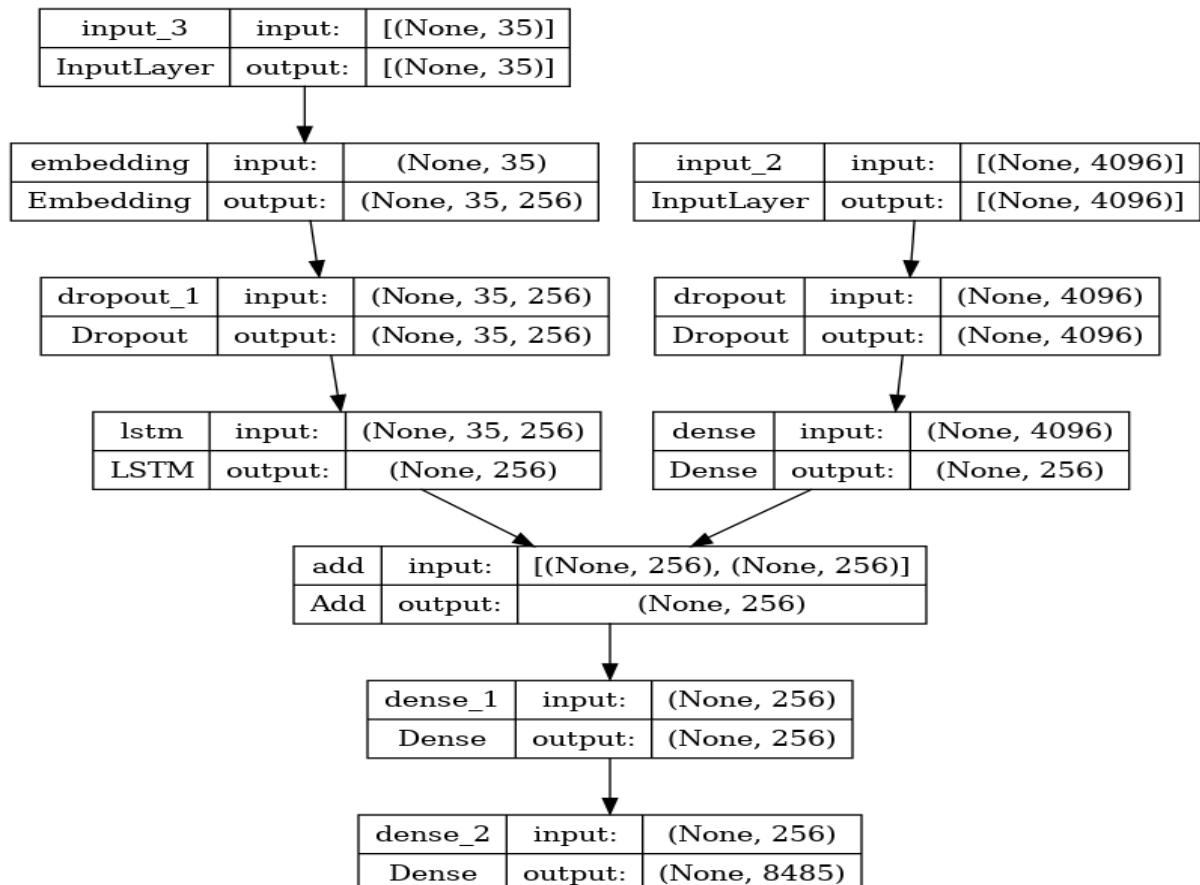 input_3 input: [(None, 35)]
InputLayer output: [(None, 35)]
embedding input: (None, 35)
Embedding output: (None, 35, 256)
input_2 input: [(None, 4096)]
InputLayer output: [(None, 4096)]
dropout_1 input: (None, 35, 256)
Dropout output: (None, 35, 256)
dropout input: (None, 4096)
Dropout output: (None, 4096)
lstm input: (None, 35, 256)
LSTM output: (None, 256)
dense input: (None, 4096)
Dense output: (None, 256)
add input: [(None, 256), (None, 256)]
Add output: (None, 256)
dense_1 input: (None, 256)
Dense output: (None, 256)
dense_2 input: (None, 256)
Dense output: (None, 8485)